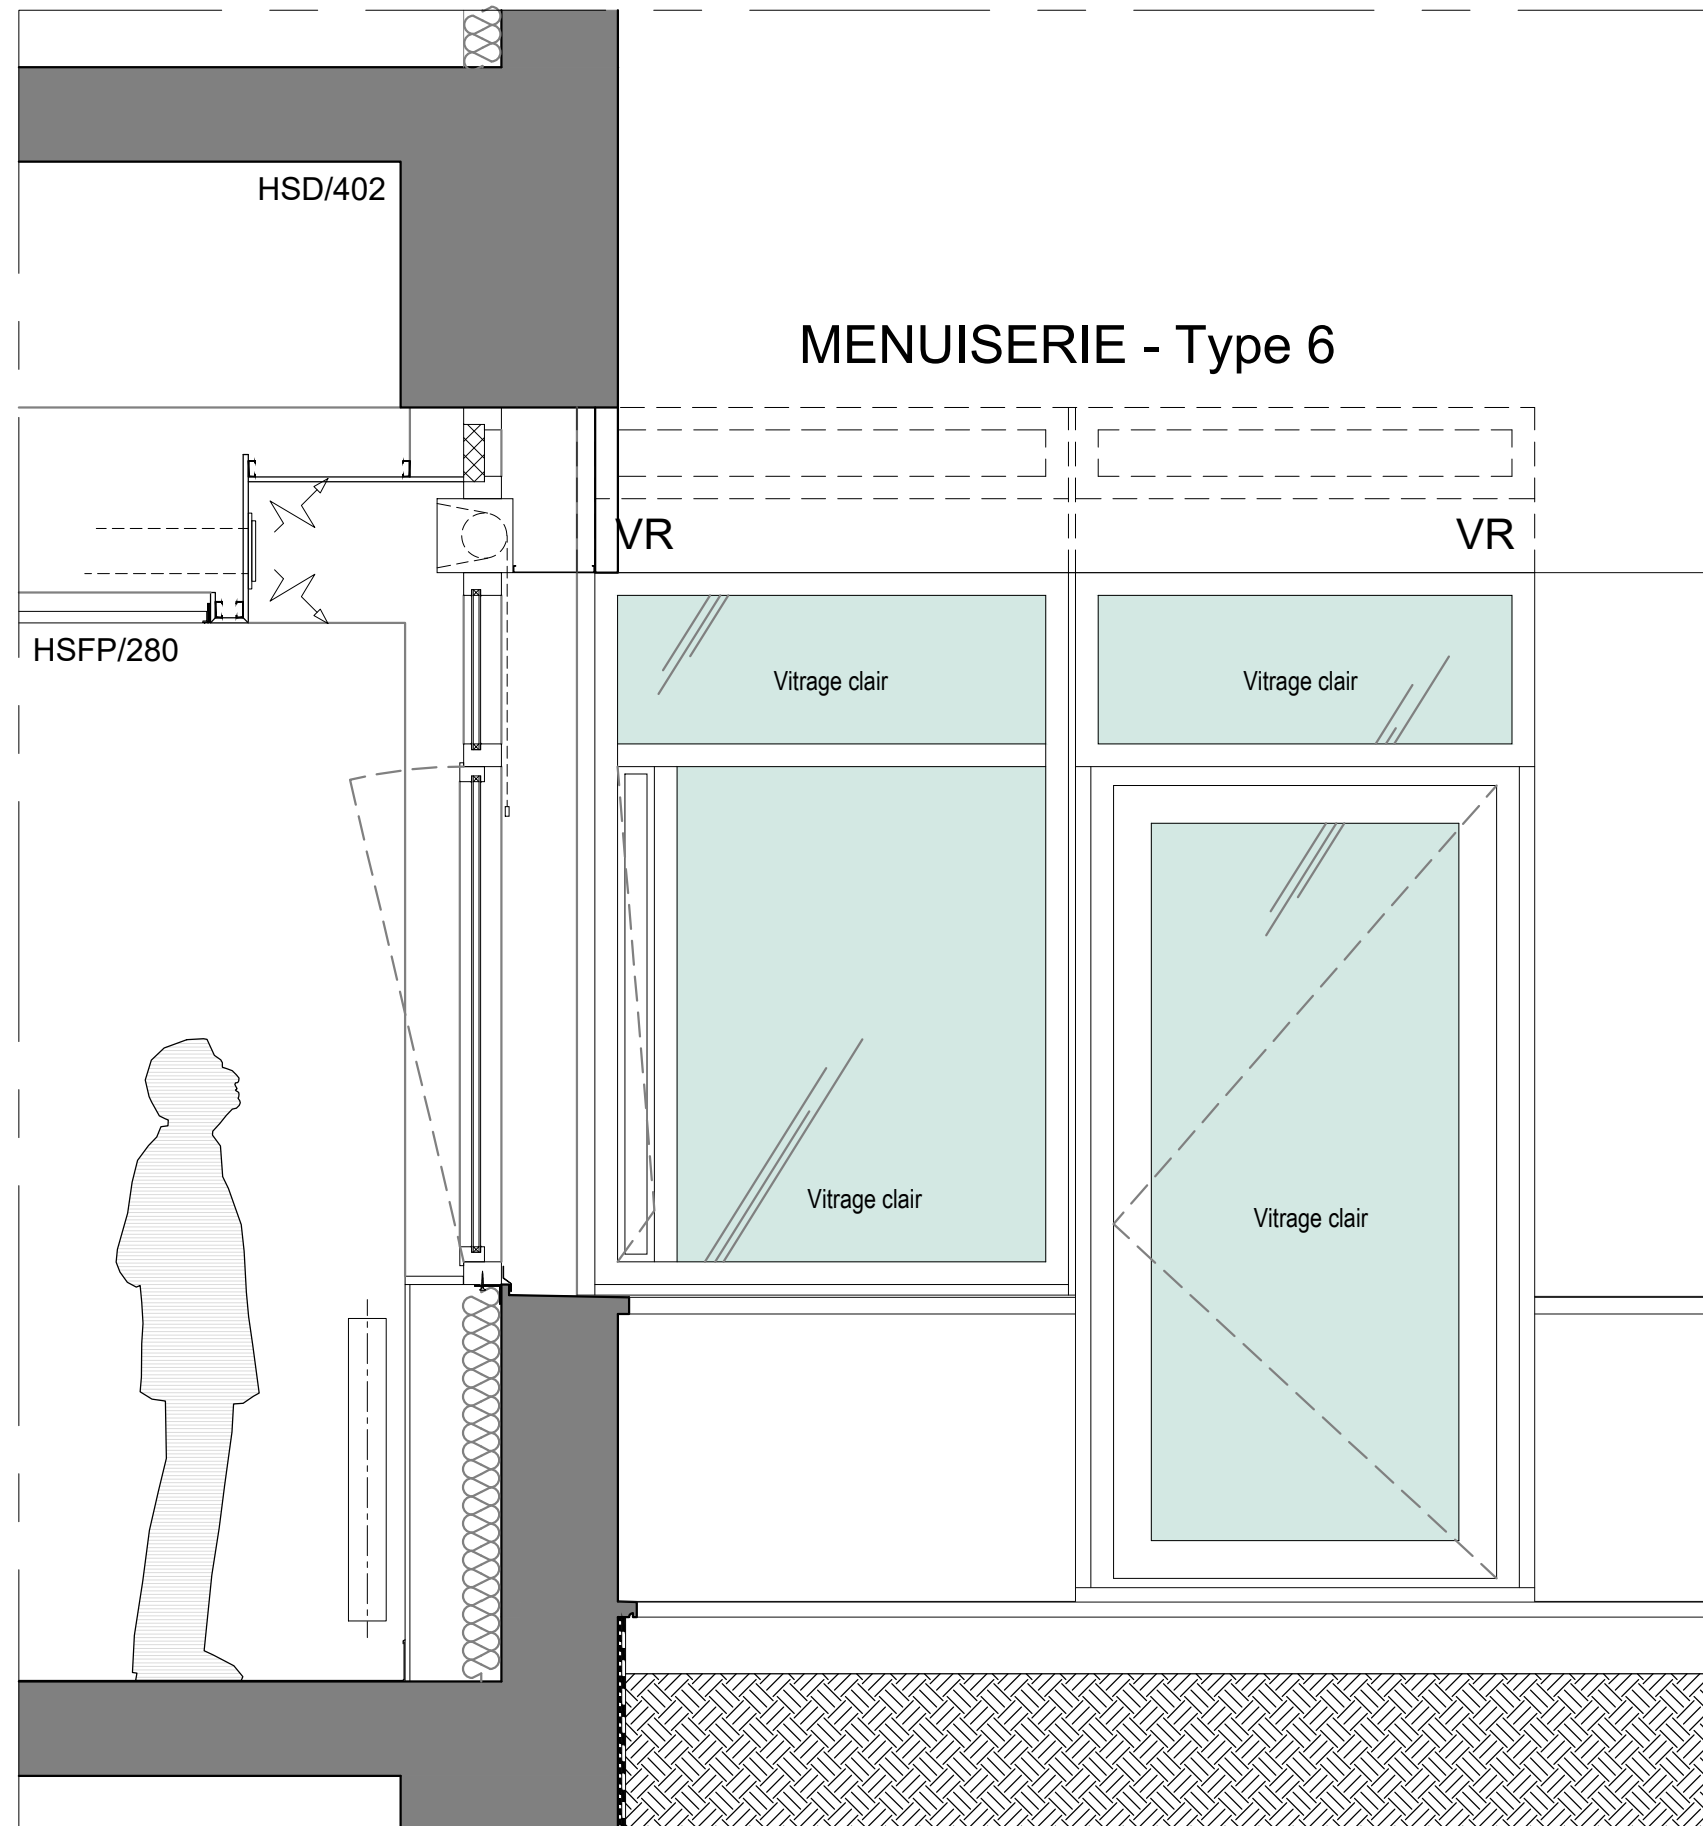 HSD/402
MENUISERIE - Type 6
VR
VR
HSFP/280
Vitrage clair
Vitrage clair
Vitrage clair
Vitrage clair